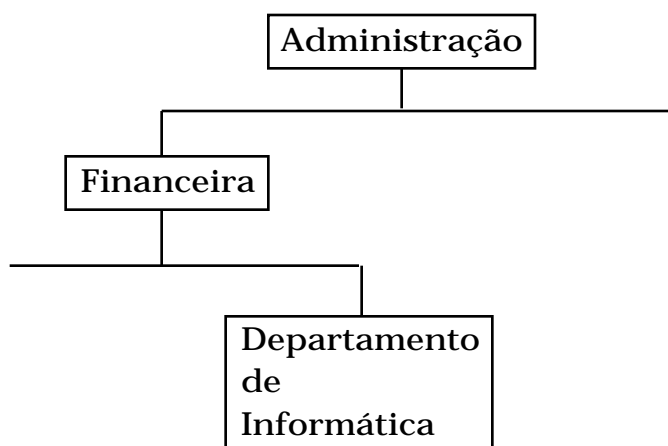 Administração
Financeira
Departamento
de
Informática